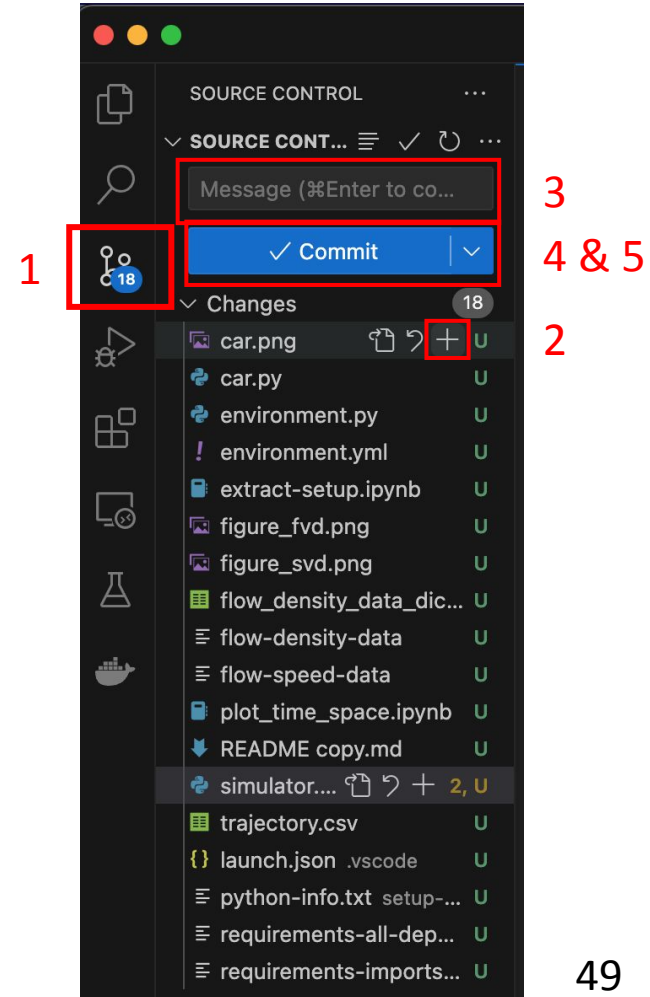 SOURCE CONTROL
SOURCE CONT...
Message (⌘Enter to co...
3
Commit
4 & 5
1
18
Changes 18
car.png U
2
car.py U
environment.py U
environment.yml U
extract-setup.ipynb U
figure_fvd.png U
figure_svd.png U
flow_density_data_dic... U
flow-density-data U
flow-speed-data U
plot_time_space.ipynb U
README copy.md U
simulator.... 2, U
trajectory.csv U
{} launch.json .vscode U
python-info.txt setup-... U
requirements-all-dep... U
requirements-imports... U
49